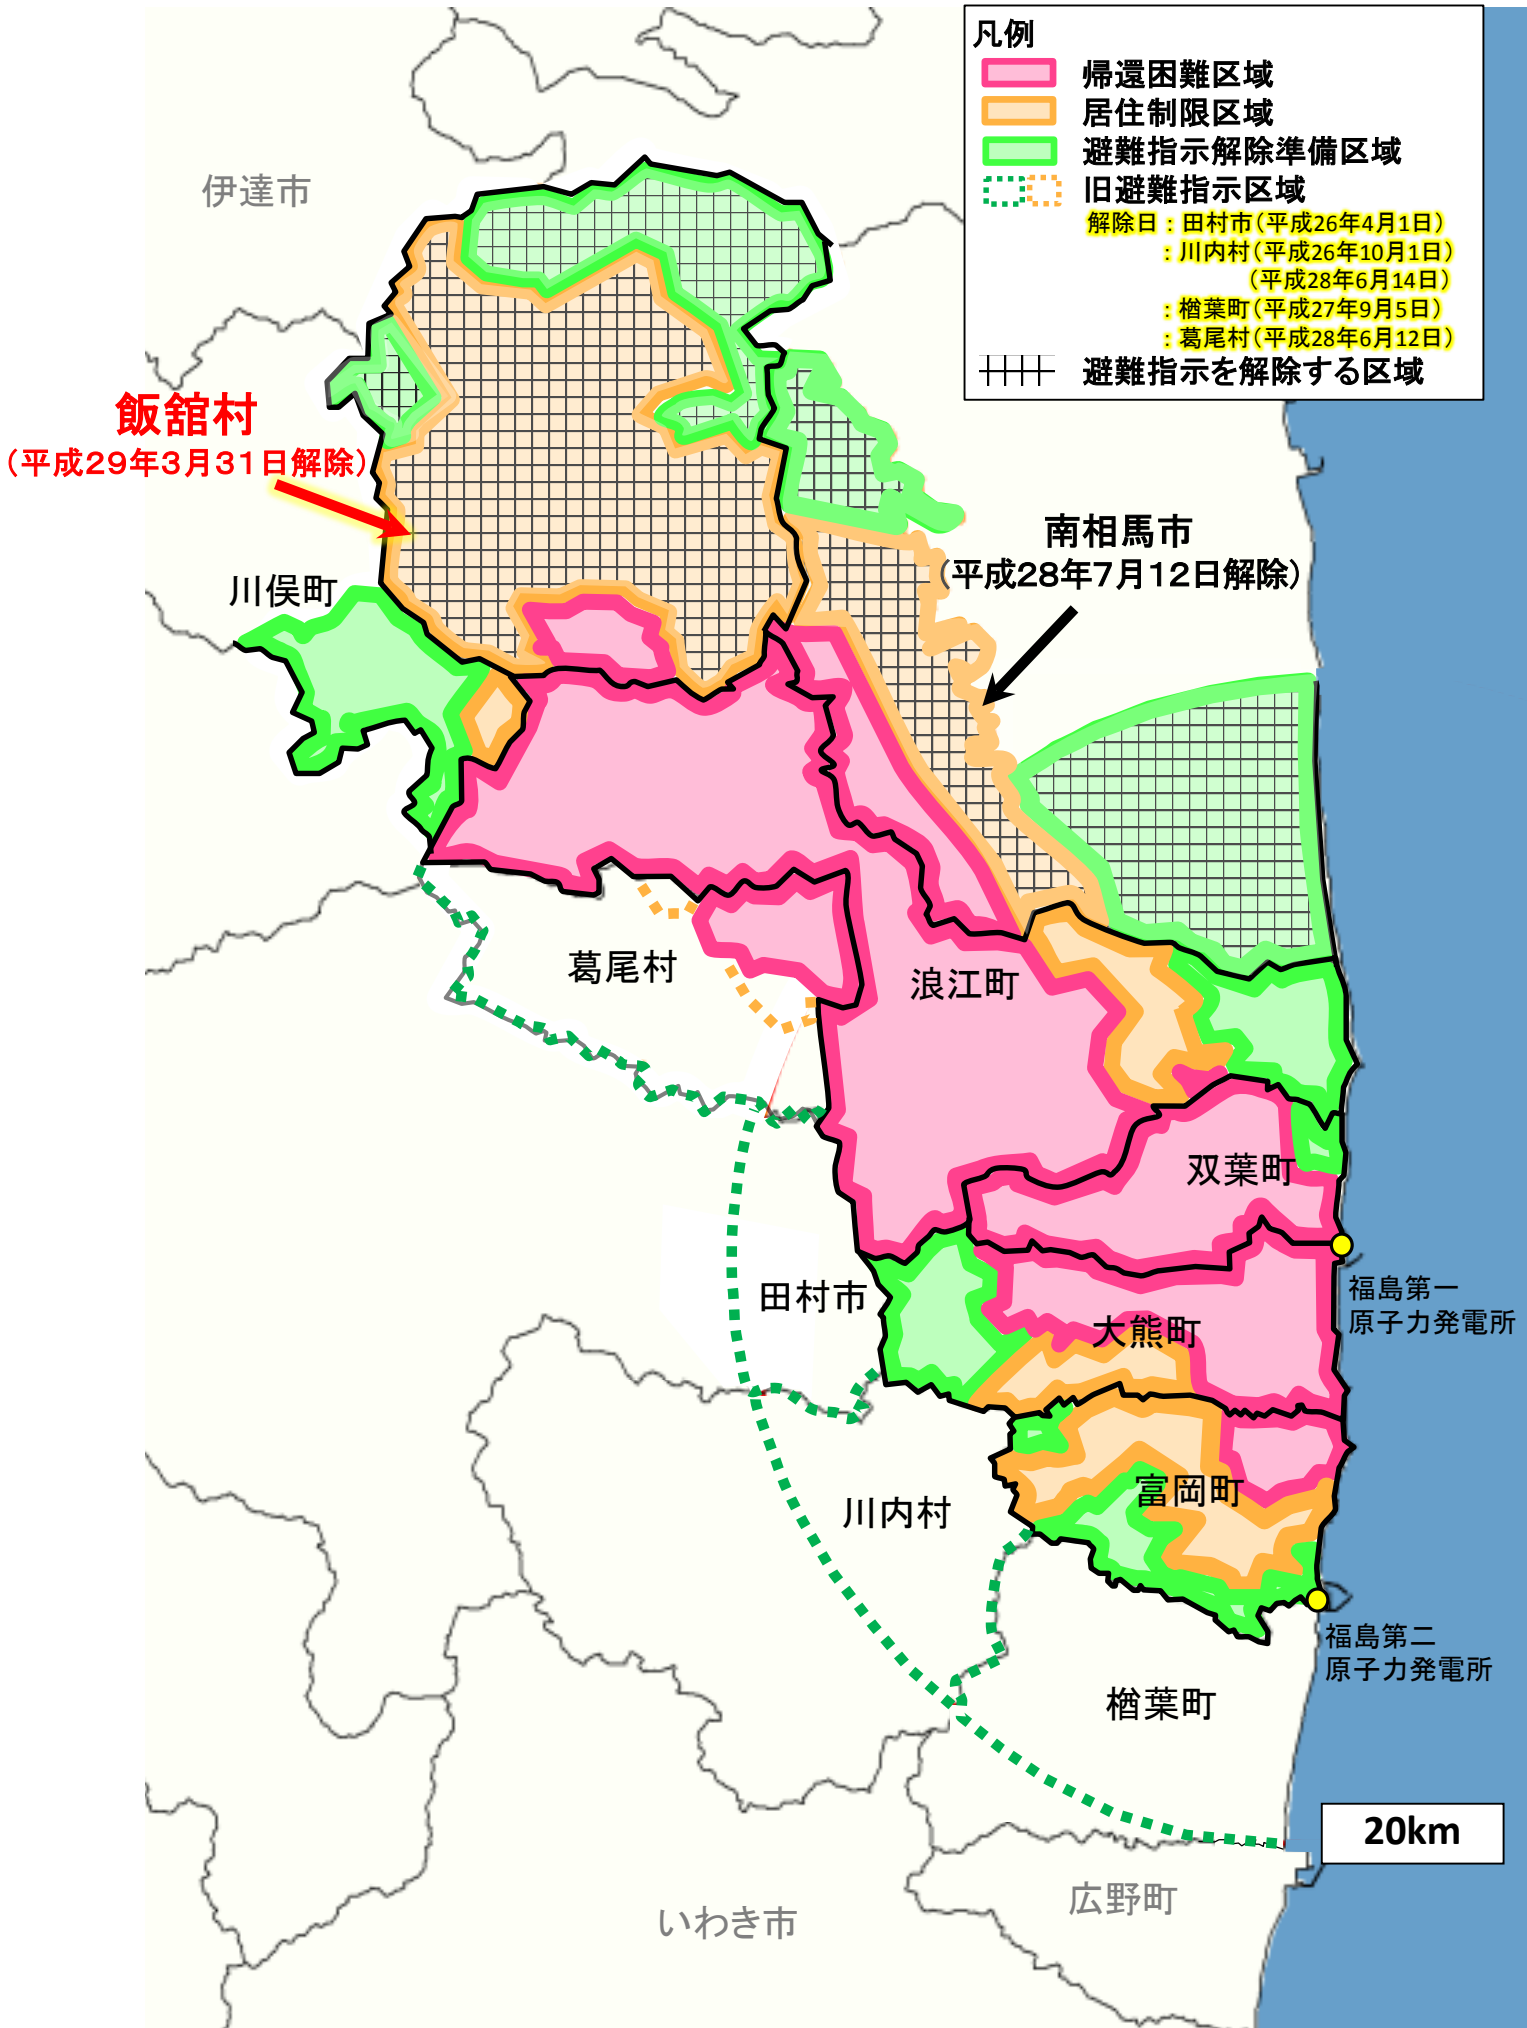 凡例
帰還困難区域
居住制限区域
避難指示解除準備区域
旧避難指示区域
解除日：田村市（平成26年4月1日）
：川内村（平成26年10月1日）
（平成28年6月14日）
：楢葉町（平成27年9月5日）
：葛尾村（平成28年6月12日）
避難指示を解除する区域
伊達市
飯舘村
（平成29年3月31日解除）
南相馬市
（平成28年7月12日解除）
川俣町
葛尾村
浪江町
双葉町
田村市
福島第一
原子力発電所
大熊町
富岡町
川内村
福島第二
原子力発電所
楢葉町
20km
広野町
いわき市